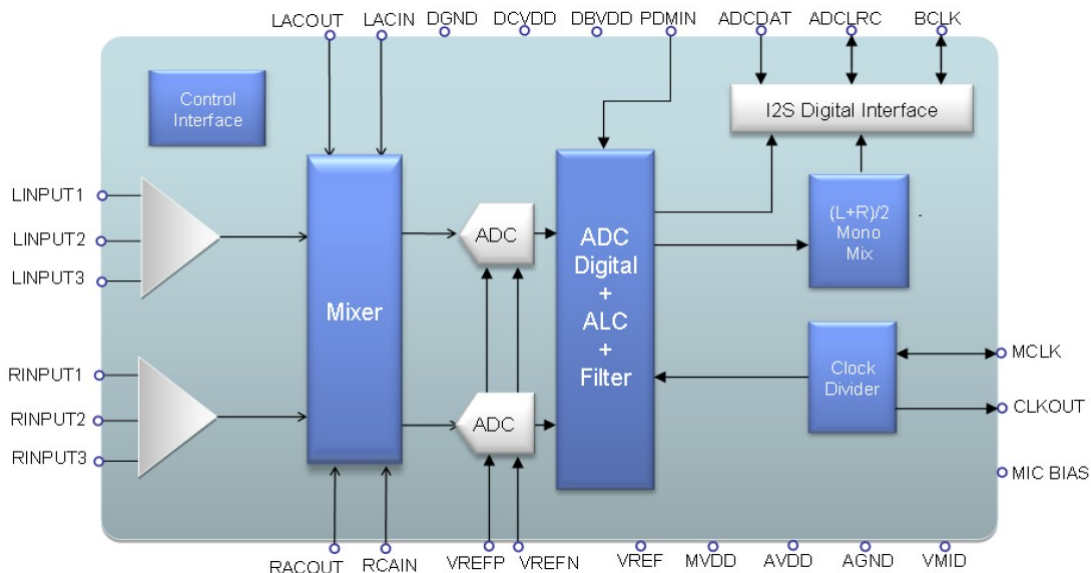 LACOUT LACIN DGND DCVDD DBVDD PDMIN ADCDAT ADCLRC BCLK
Control
Interface
I2S Digital Interface
LINPUT1
LINPUT2
LINPUT3
ADC
ADC
Digital
+
ALC
+
Filter
(L+R)/2
Mono
Mix
Mixer
RINPUT1
RINPUT2
RINPUT3
ADC
Clock
Divider
MCLK
CLKOUT
MIC BIAS
RACOUT RCAIN VREFP VREFN VREF MVDD AVDD AGND VMID